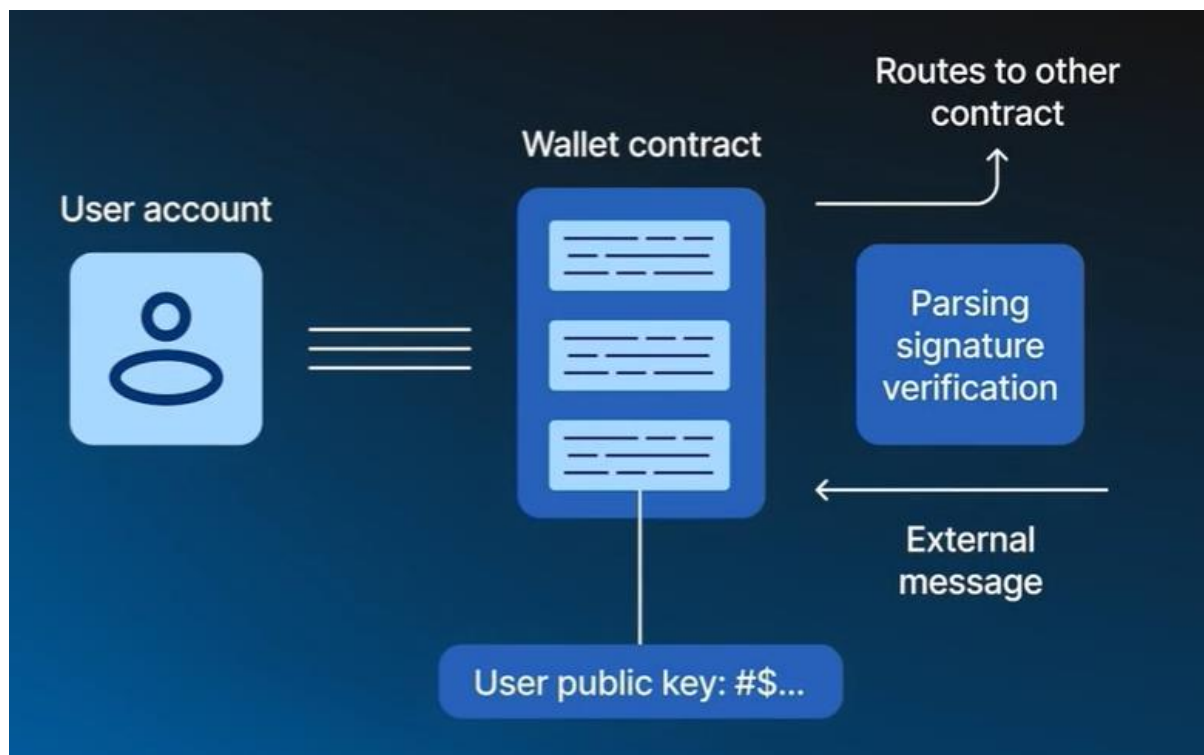 Routes to other
contract
Wallet contract
User account
Parsing
signature
verification
External
message
User public key: #$...